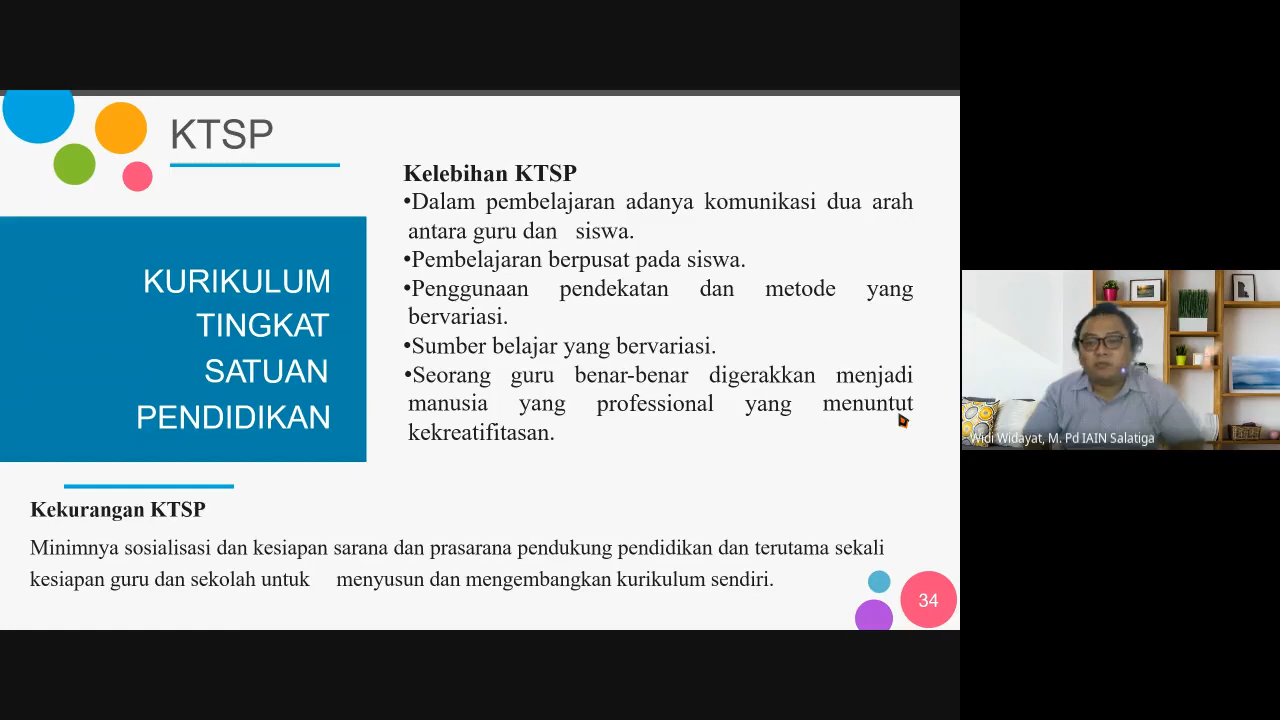 KTSP
KURIKULUM
TINGKAT
SATUAN
PENDIDIKAN
Kelebihan KTSP
•Dalam pembelajaran adanya komunikasi dua arah
antara guru dan siswa.
•Pembelajaran berpusat pada siswa.
•Penggunaan pendekatan dan metode yang
bervariasi.
•Sumber belajar yang bervariasi.
•Seorang guru benar-benar digerakkan menjadi
manusia yang professional yang menuntut
kekreatifitasan.
Kekurangan KTSP
Minimnya sosialisasi dan kesiapan sarana dan prasarana pendukung pendidikan dan terutama sekali
kesiapan guru dan sekolah untuk menyusun dan mengembangkan kurikulum sendiri.
34
Widi Widayat, M. Pd IAIN Salatiga